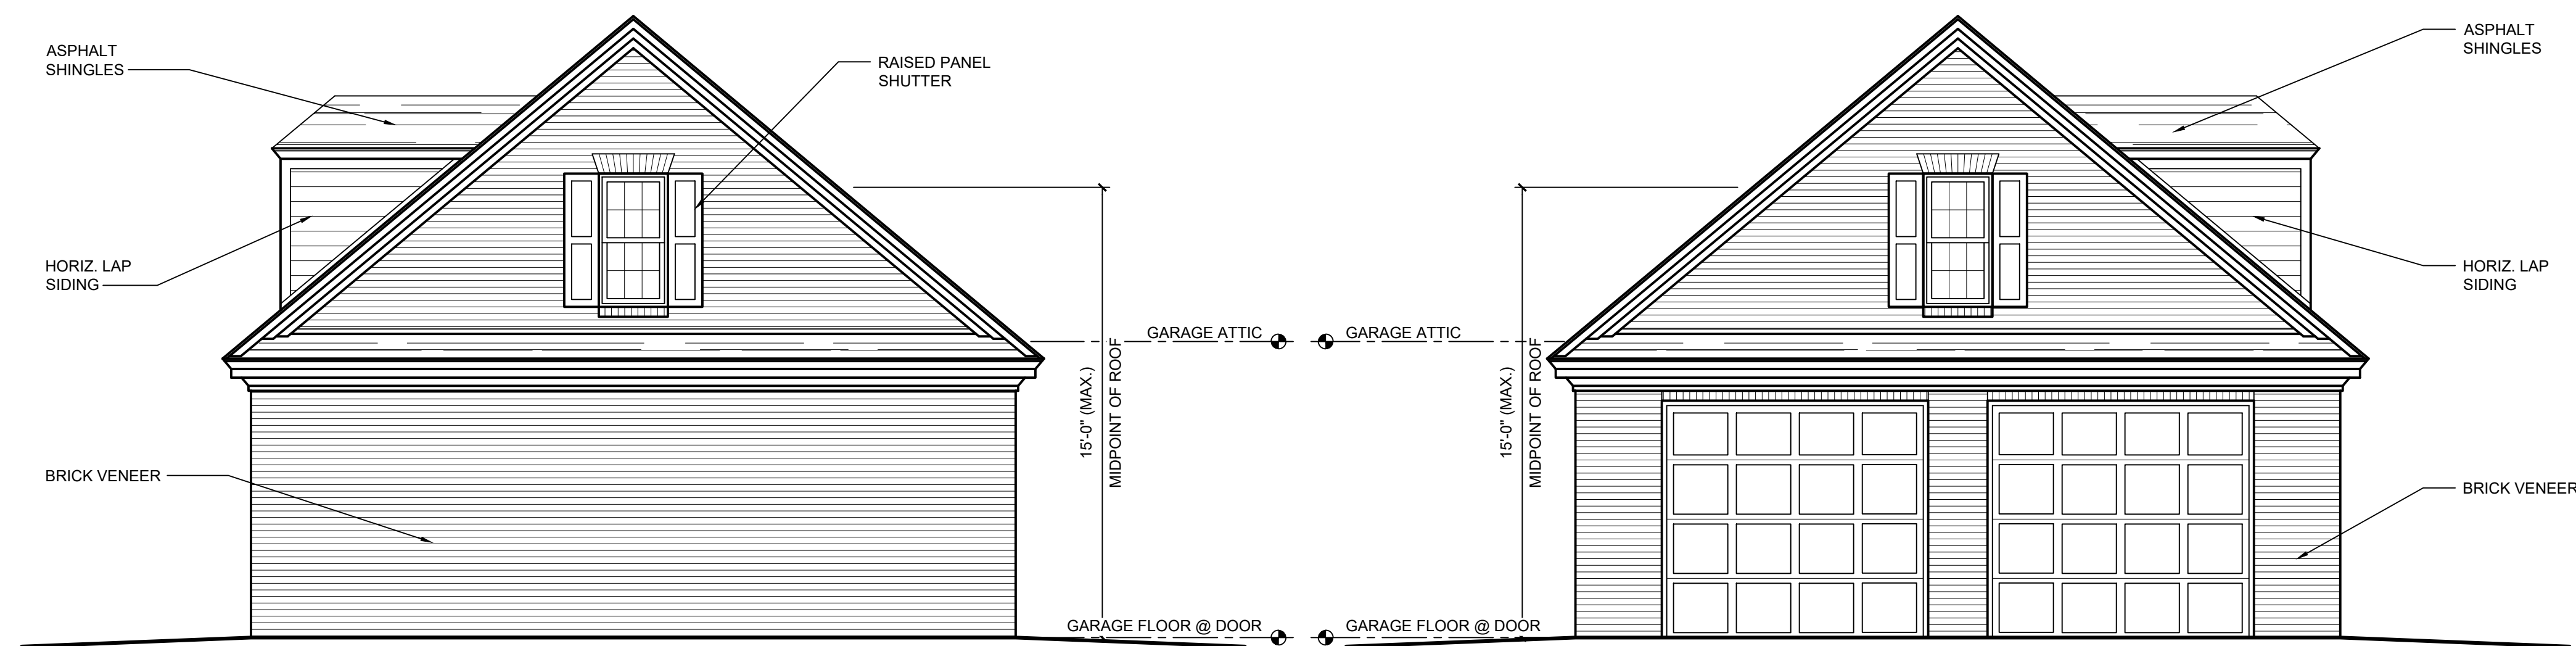 ASPHALT
SHINGLES
RAISED PANEL
SHUTTER
HORIZ. LAP
SIDING
BRICK VENEER
GARAGE ATTIC
15'-0" (MAX.)
MIDPOINT OF ROOF
GARAGE FLOOR @ DOOR
GARAGE ATTIC
15'-0" (MAX.)
MIDPOINT OF ROOF
GARAGE FLOOR @ DOOR
ASPHALT
SHINGLES
HORIZ. LAP
SIDING
BRICK VENEER